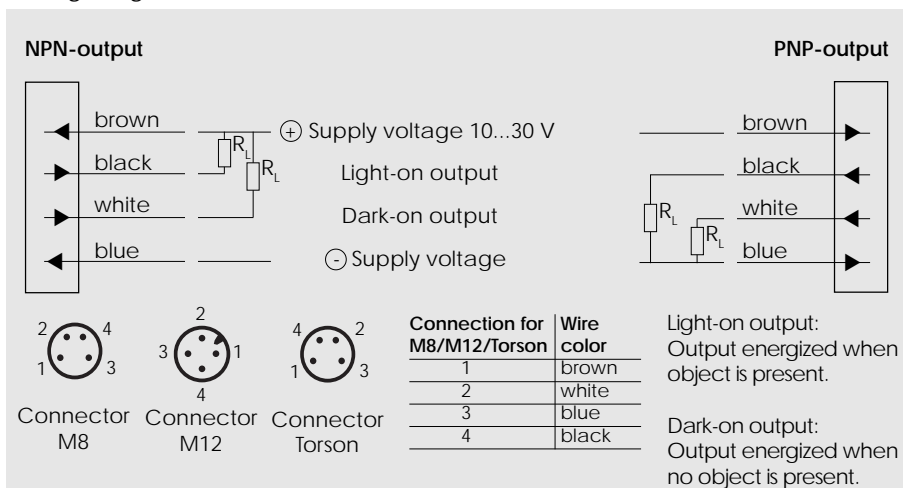 NPN-output
PNP-output
brown
+ Supply voltage 10...30 V
brown
RL
black
RL
Light-on output
black
white
Dark-on output
RL
white
RL
blue
- Supply voltage
blue
2 4
1 3
Connector
M8
2
3 1
4
Connector
M12
4 2
1 3
Connector
Torson
Connection for Wire
M8/M12/Torson color
1 brown
2 white
3 blue
4 black
Light-on output:
Output energized when
object is present.
Dark-on output:
Output energized when
no object is present.